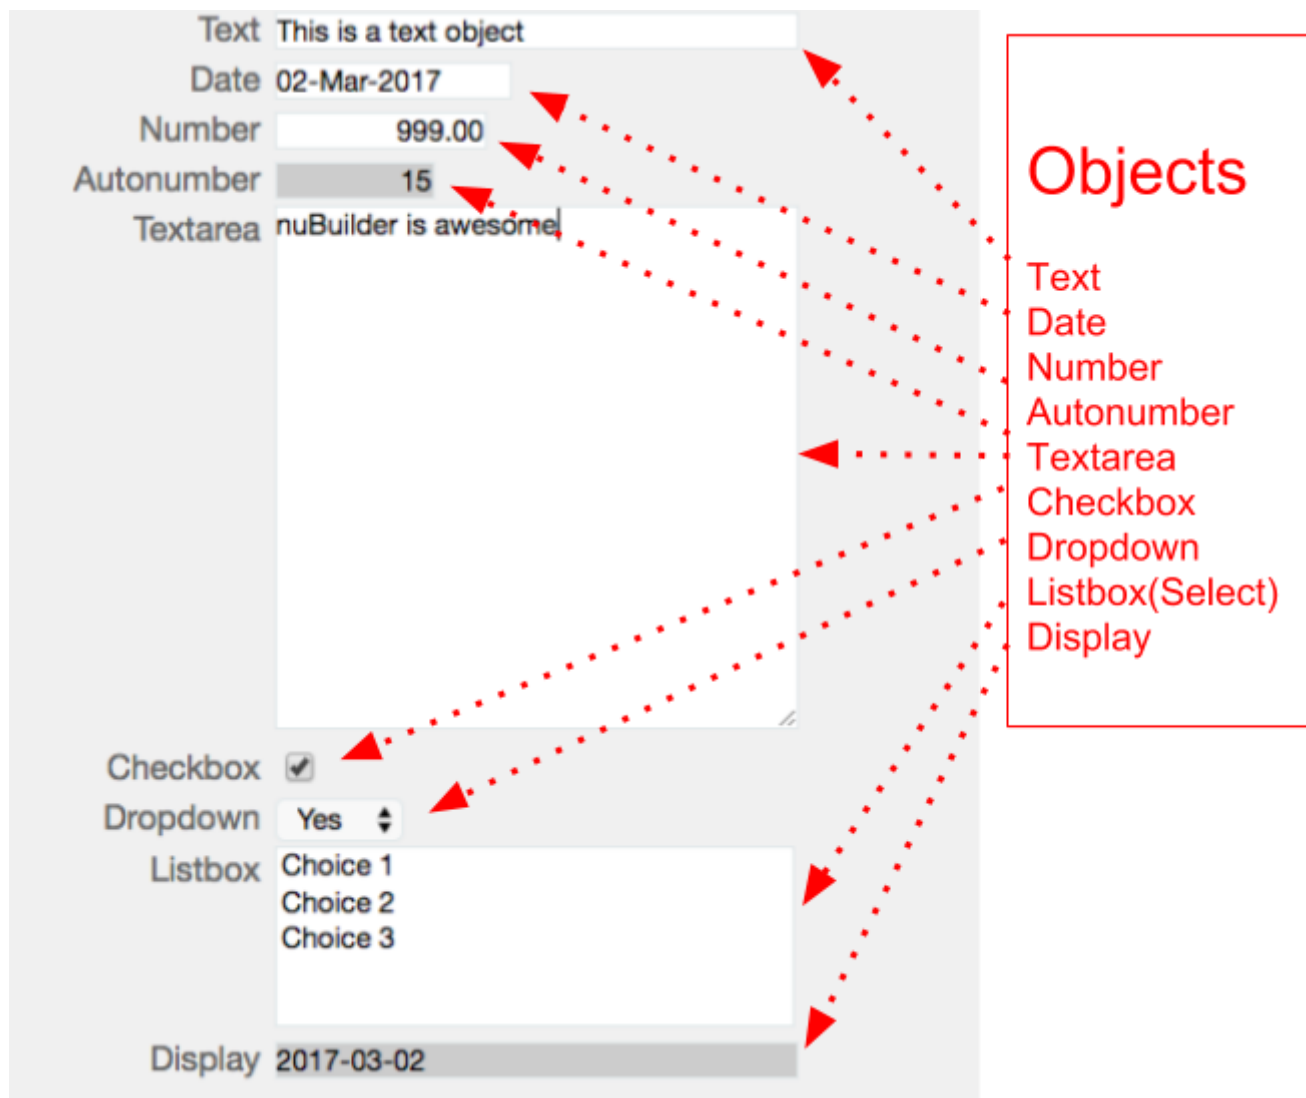 Text This is a text object
Date 02-Mar-2017
Number 999.00
Autonumber 15
Textarea nuBuilder is awesome
Checkbox
Dropdown Yes
Listbox Choice 1
Choice 2
Choice 3
Display 2017-03-02
Objects
Text
Date
Number
Autonumber
Textarea
Checkbox
Dropdown
Listbox(Select)
Display